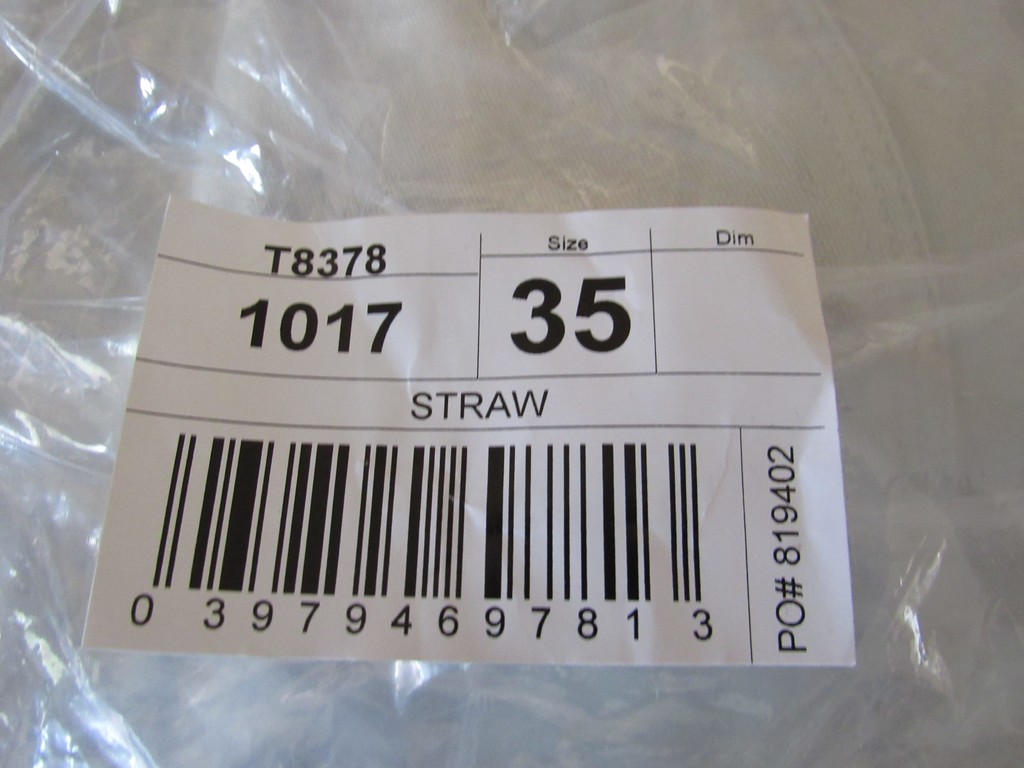 T8378
Size
Dim
1017
35
STRAW
0 39794 69781 3
PO# 819402